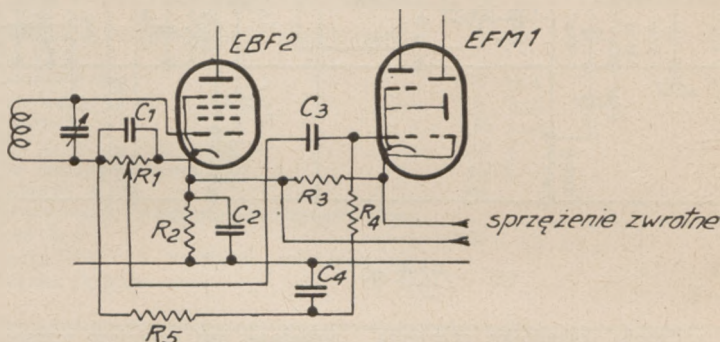 EBF2
EFM1
C1
C3
R1
R3
R2
C2
R4
sprzężenie zwrotne
C4
R5